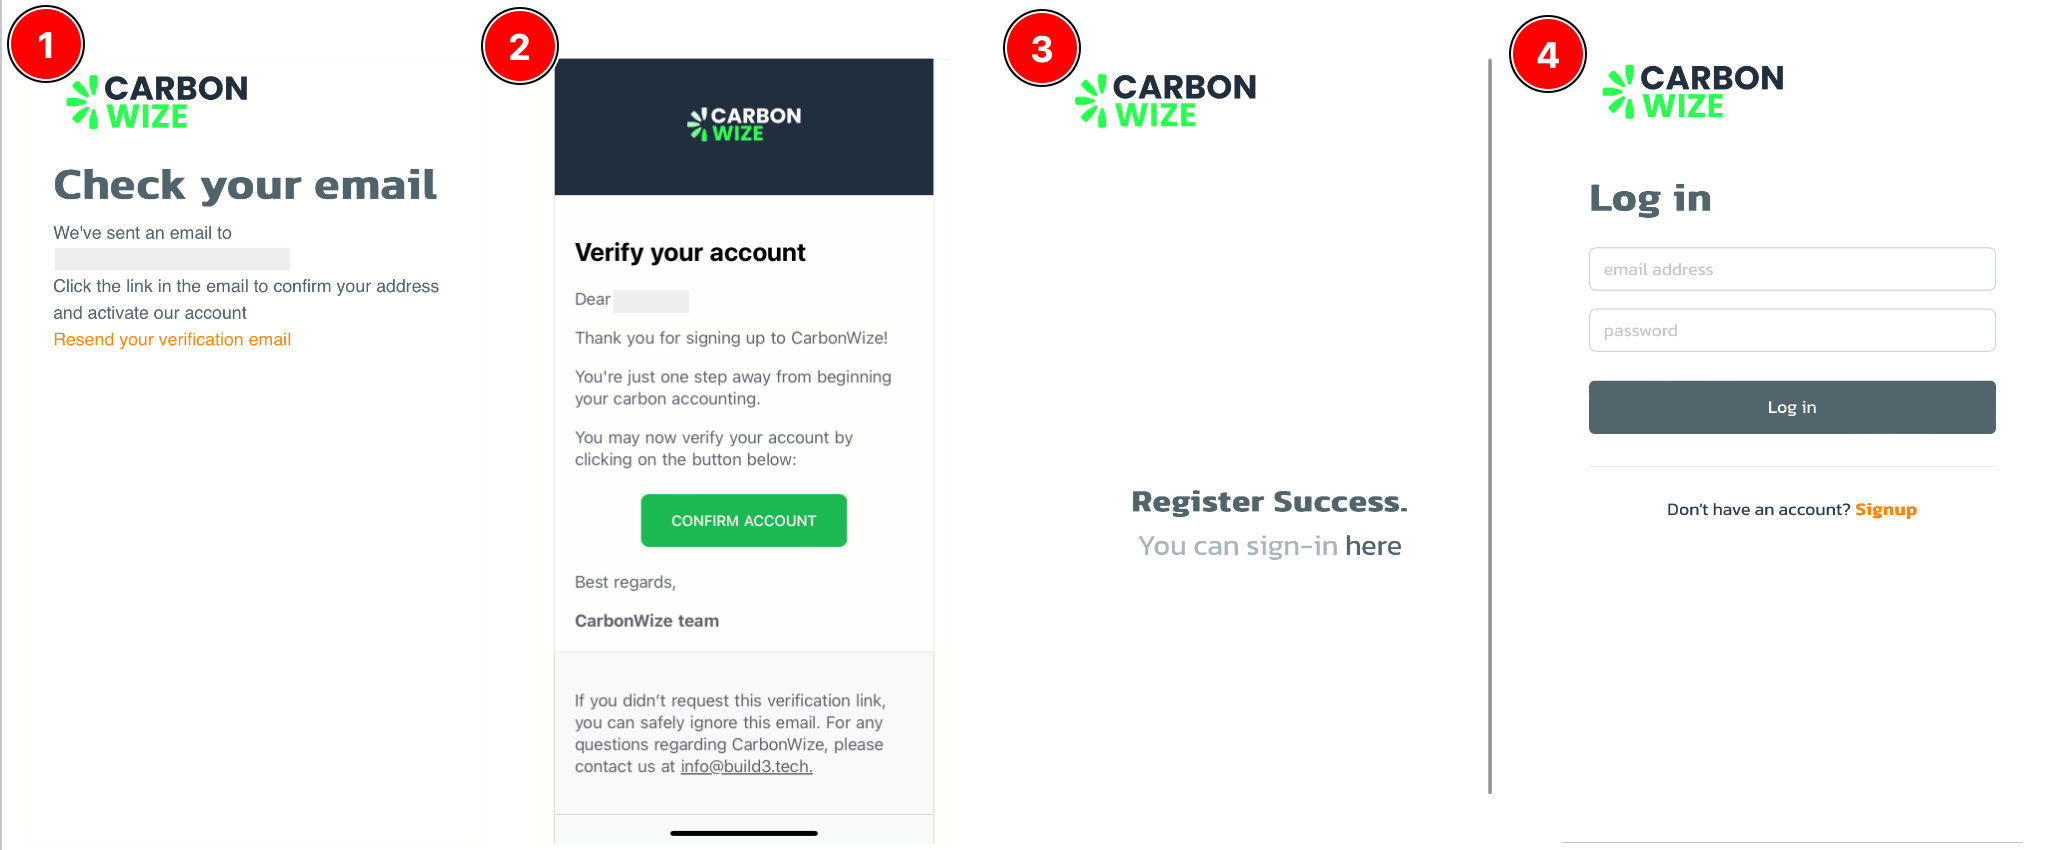 1
CARBON
WIZE
Check your email
We've sent an email to
Click the link in the email to confirm your address
and activate our account
Resend your verification email
2
CARBON
WIZE
Verify your account
Dear
Thank you for signing up to CarbonWize!
You're just one step away from beginning
your carbon accounting.
You may now verify your account by
clicking on the button below:
CONFIRM ACCOUNT
Best regards,
CarbonWize team
If you didn’t request this verification link,
you can safely ignore this email. For any
questions regarding CarbonWize, please
contact us at info@build3.tech.
3
CARBON
WIZE
Register Success.
You can sign-in here
4
CARBON
WIZE
Log in
email address
password
Log in
Don't have an account? Signup